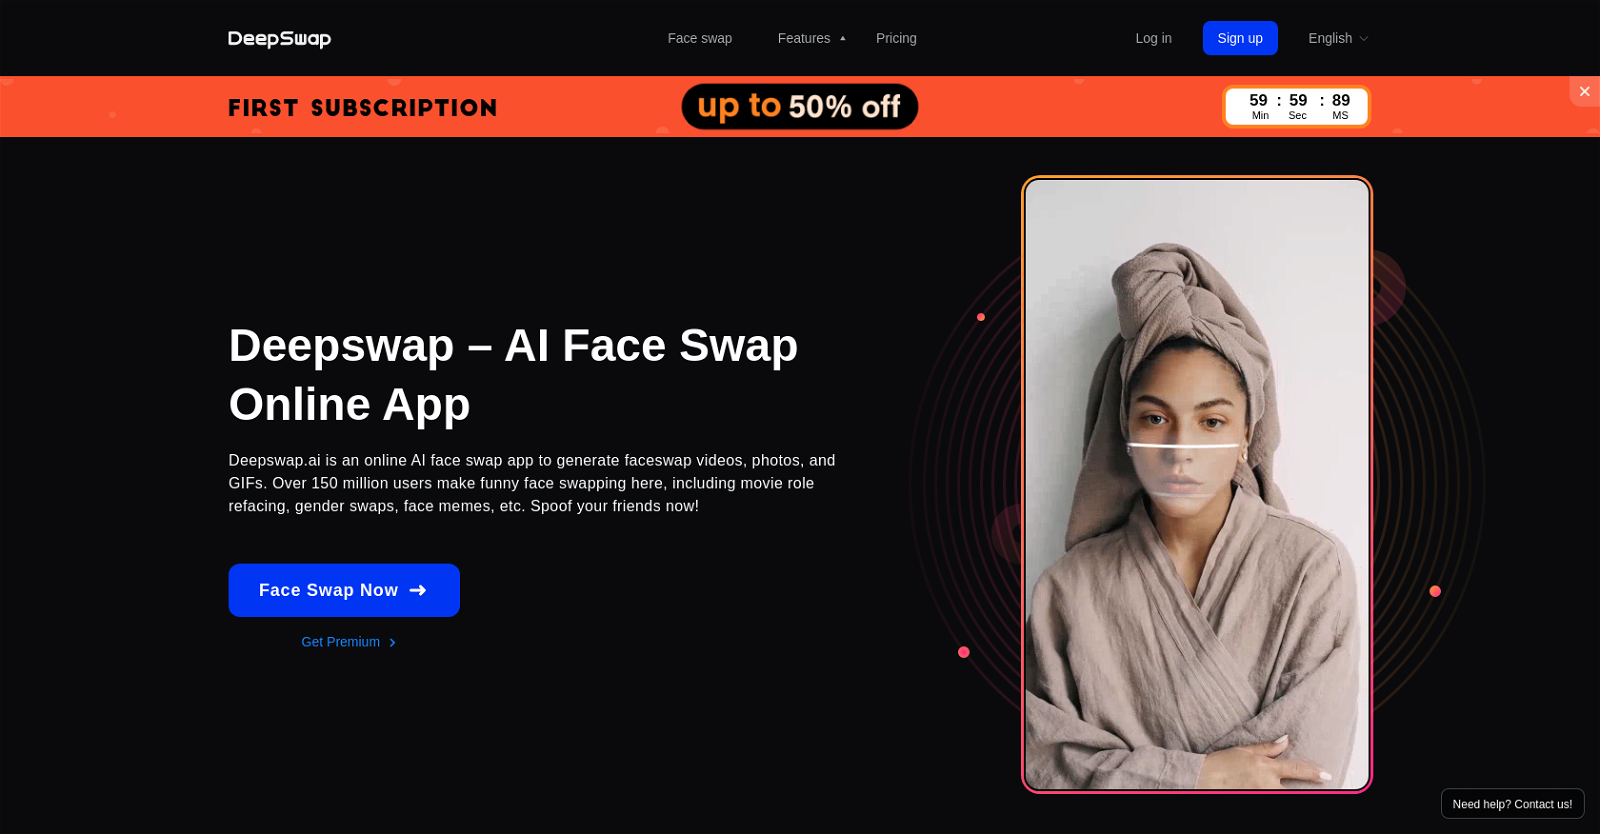 DeepSwap
Face swap
Features
Pricing
Log in
Sign up
English
FIRST SUBSCRIPTION
up to 50% off
59 : 59 : 89
Min Sec MS
Deepswap – AI Face Swap
Online App
Deepswap.ai is an online AI face swap app to generate faceswap videos, photos, and
GIFs. Over 150 million users make funny face swapping here, including movie role
refacing, gender swaps, face memes, etc. Spoof your friends now!
Face Swap Now
Get Premium
Need help? Contact us!